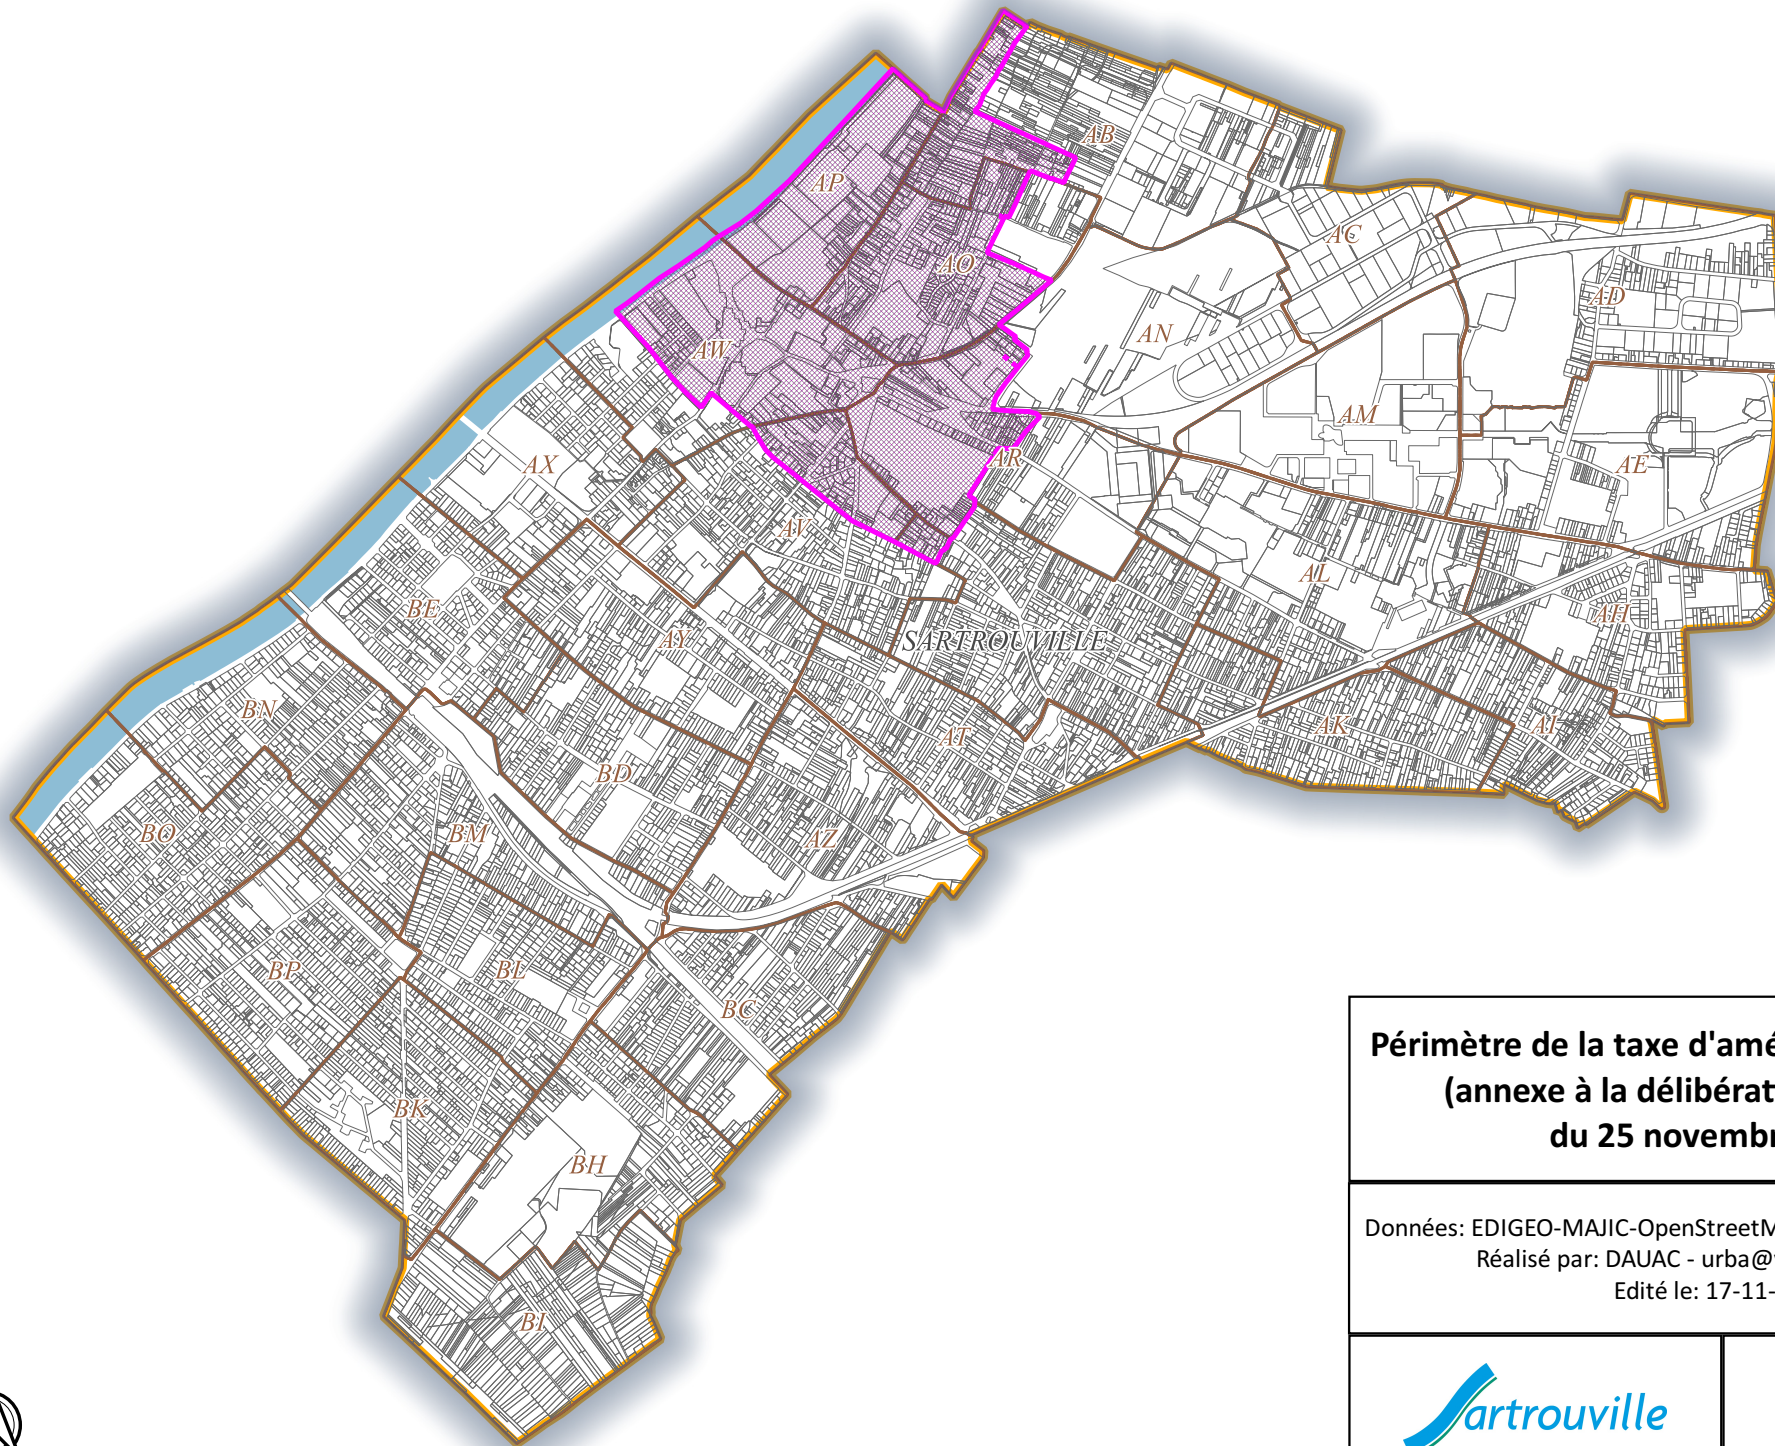 AB
AP
AC
AO
AD
AN
AW
AM
AX
AR
AE
AV
AL
BE
AH
AY
SARTROUVILLE
BN
AT
AK
AI
BD
BO
BM
AZ
BP
BL
BC
BK
BH
BI
Périmètre de la taxe d'amé
(annexe à la délibérat
du 25 novembr
Données: EDIGEO-MAJIC-OpenStreetM
Réalisé par: DAUAC - urba@
Edité le: 17-11-
Sartrouville